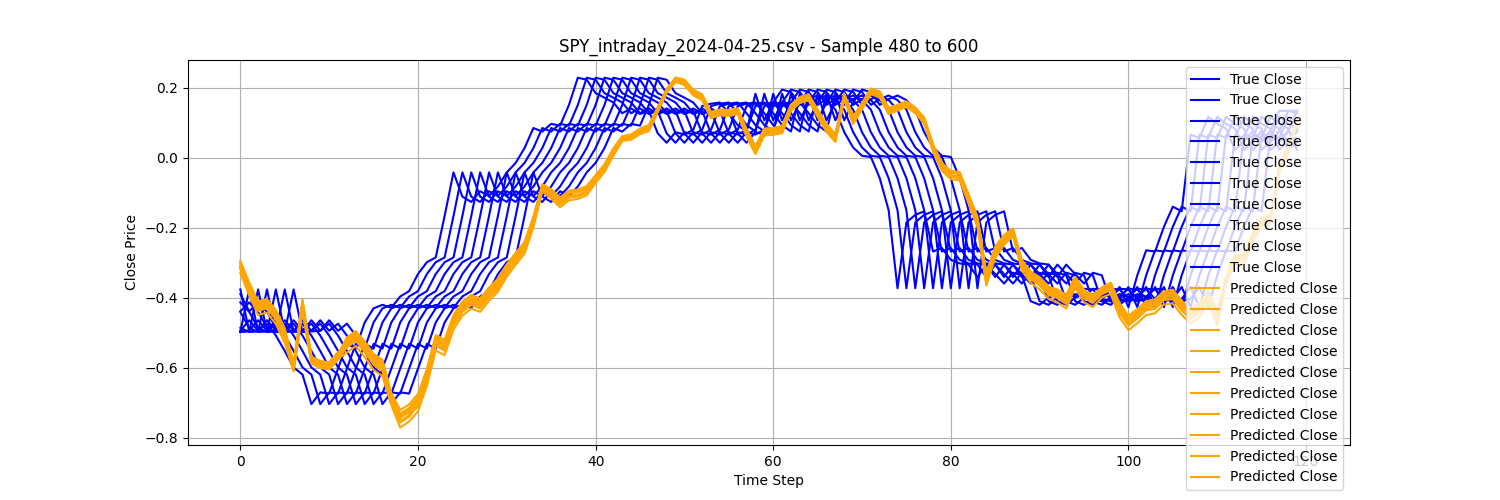 SPY_intraday_2024-04-25.csv - Sample 480 to 600
Close Price
0.2
0.0
−0.2
−0.4
−0.6
−0.8
0
20
40
60
80
100
120
Time Step
True Close
True Close
True Close
True Close
True Close
True Close
True Close
True Close
True Close
True Close
Predicted Close
Predicted Close
Predicted Close
Predicted Close
Predicted Close
Predicted Close
Predicted Close
Predicted Close
Predicted Close
Predicted Close